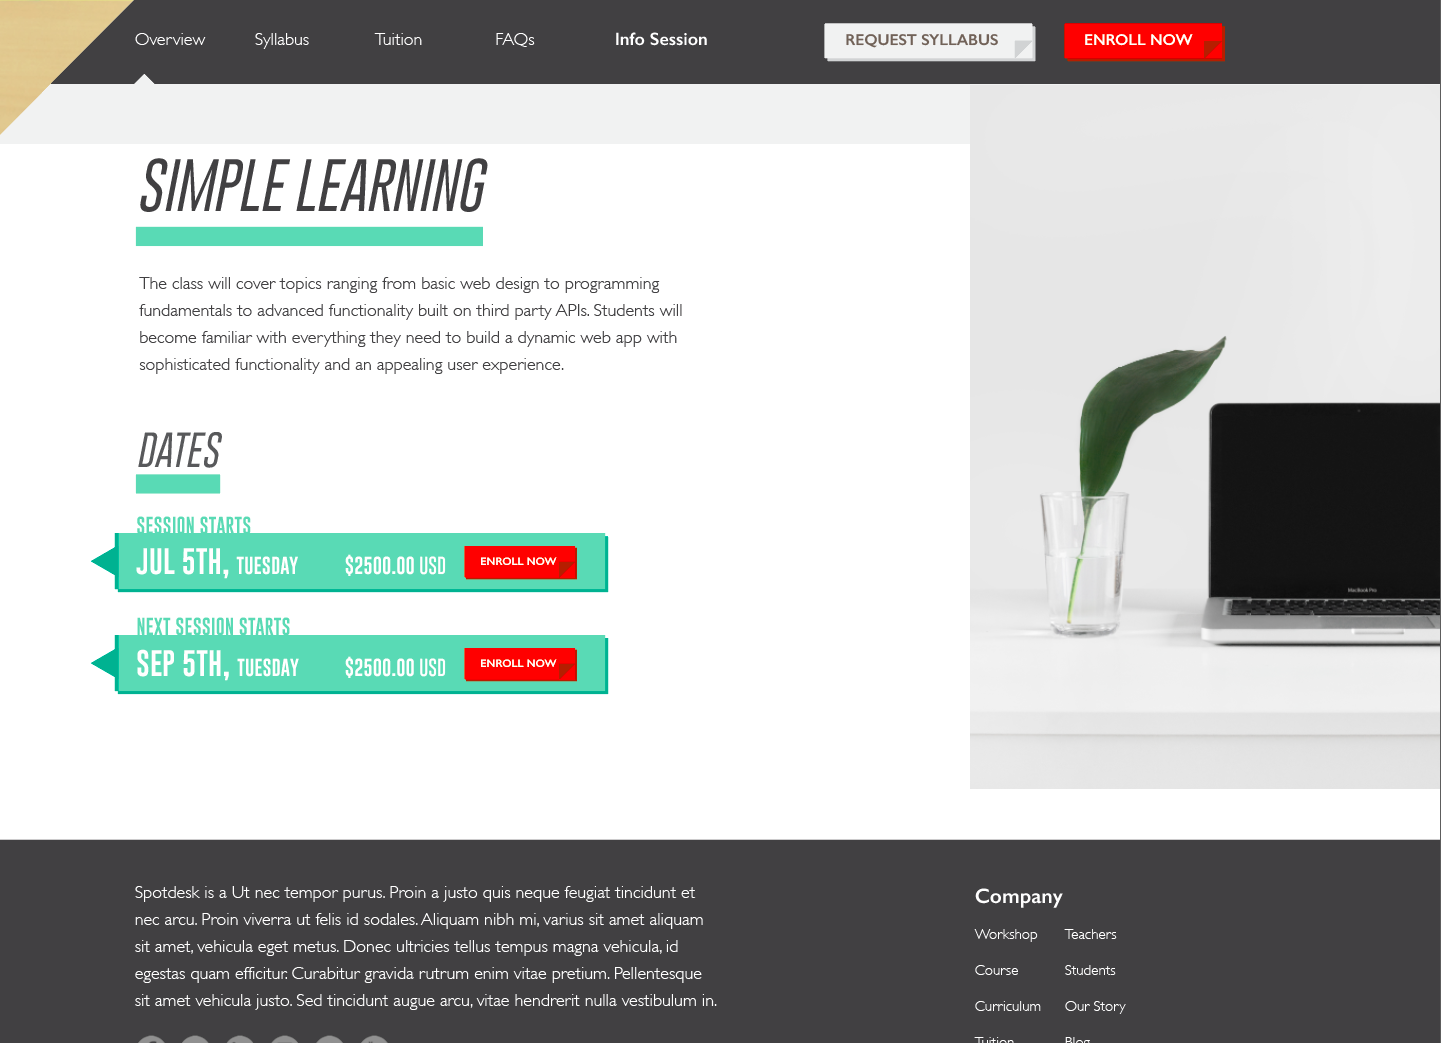 Overview Syllabus Tuition FAQs Info Session REQUEST SYLLABUS ENROLL NOW
SIMPLE LEARNING
The class will cover topics ranging from basic web design to programming
fundamentals to advanced functionality built on third party APIs. Students will
become familiar with everything they need to build a dynamic web app with
sophisticated functionality and an appealing user experience.
DATES
SESSION STARTS
JUL 5TH, TUESDAY $2500.00 USD ENROLL NOW
NEXT SESSION STARTS
SEP 5TH, TUESDAY $2500.00 USD ENROLL NOW
MacBook Pro
Spotdesk is a Ut nec tempor purus. Proin a justo quis neque feugiat tincidunt et
nec arcu. Proin viverra ut felis id sodales. Aliquam nibh mi, varius sit amet aliquam
sit amet, vehicula eget metus. Donec ultricies tellus tempus magna vehicula, id
egestas quam efficitur. Curabitur gravida rutrum enim vitae pretium. Pellentesque
sit amet vehicula justo. Sed tincidunt augue arcu, vitae hendrerit nulla vestibulum in.
Company
Workshop Teachers
Course Students
Curriculum Our Story
Tuition Blog